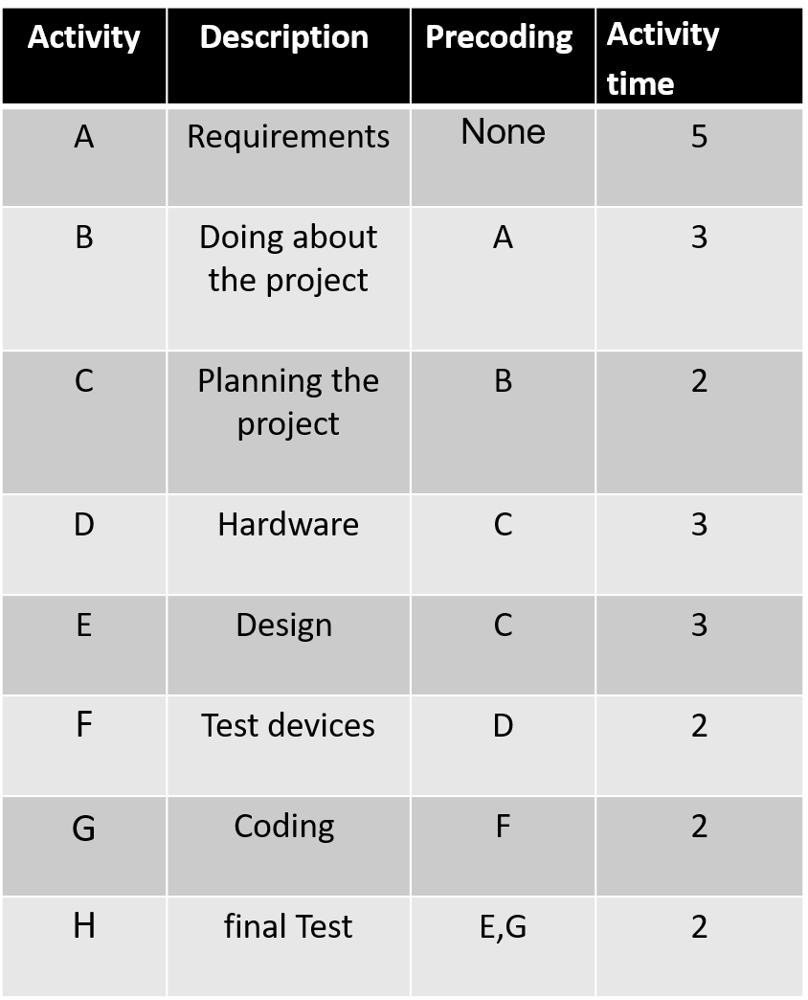 Activity Description Precoding Activity
time
A Requirements None 5
B Doing about A 3
the project
C Planning the B 2
project
D Hardware C 3
E Design C 3
F Test devices D 2
G Coding F 2
H final Test E,G 2